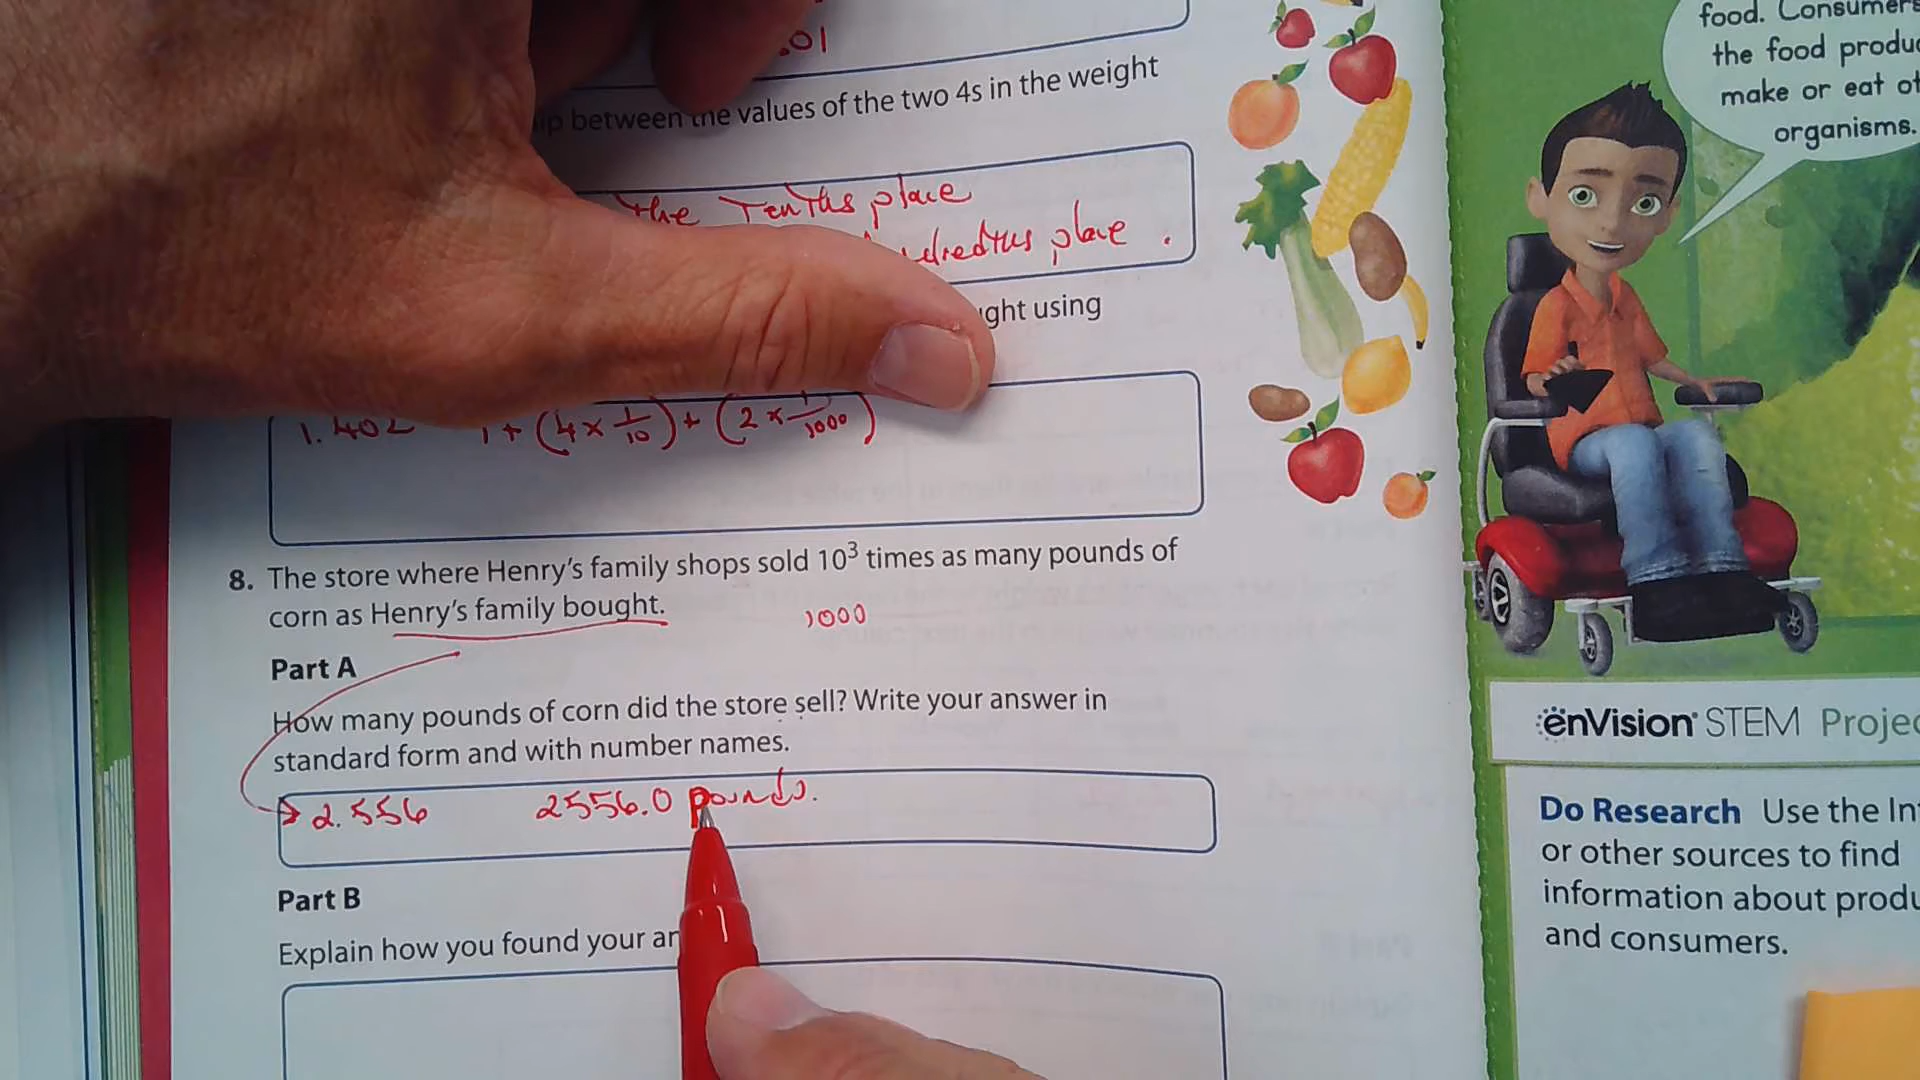 .01
between the values of the two 4s in the weight
the Tenths place
place .
ght using
1.402 1 + (4 × 1/10) + (2 × 1/1000)
8. The store where Henry's family shops sold 10³ times as many pounds of
corn as Henry's family bought.
1000
Part A
How many pounds of corn did the store sell? Write your answer in
standard form and with number names.
2.556 2556.0 pounds.
Part B
Explain how you found your an
food. Consumers
the food produc
make or eat ot
organisms.
enVision STEM Projec
Do Research Use the In
or other sources to find
information about produ
and consumers.